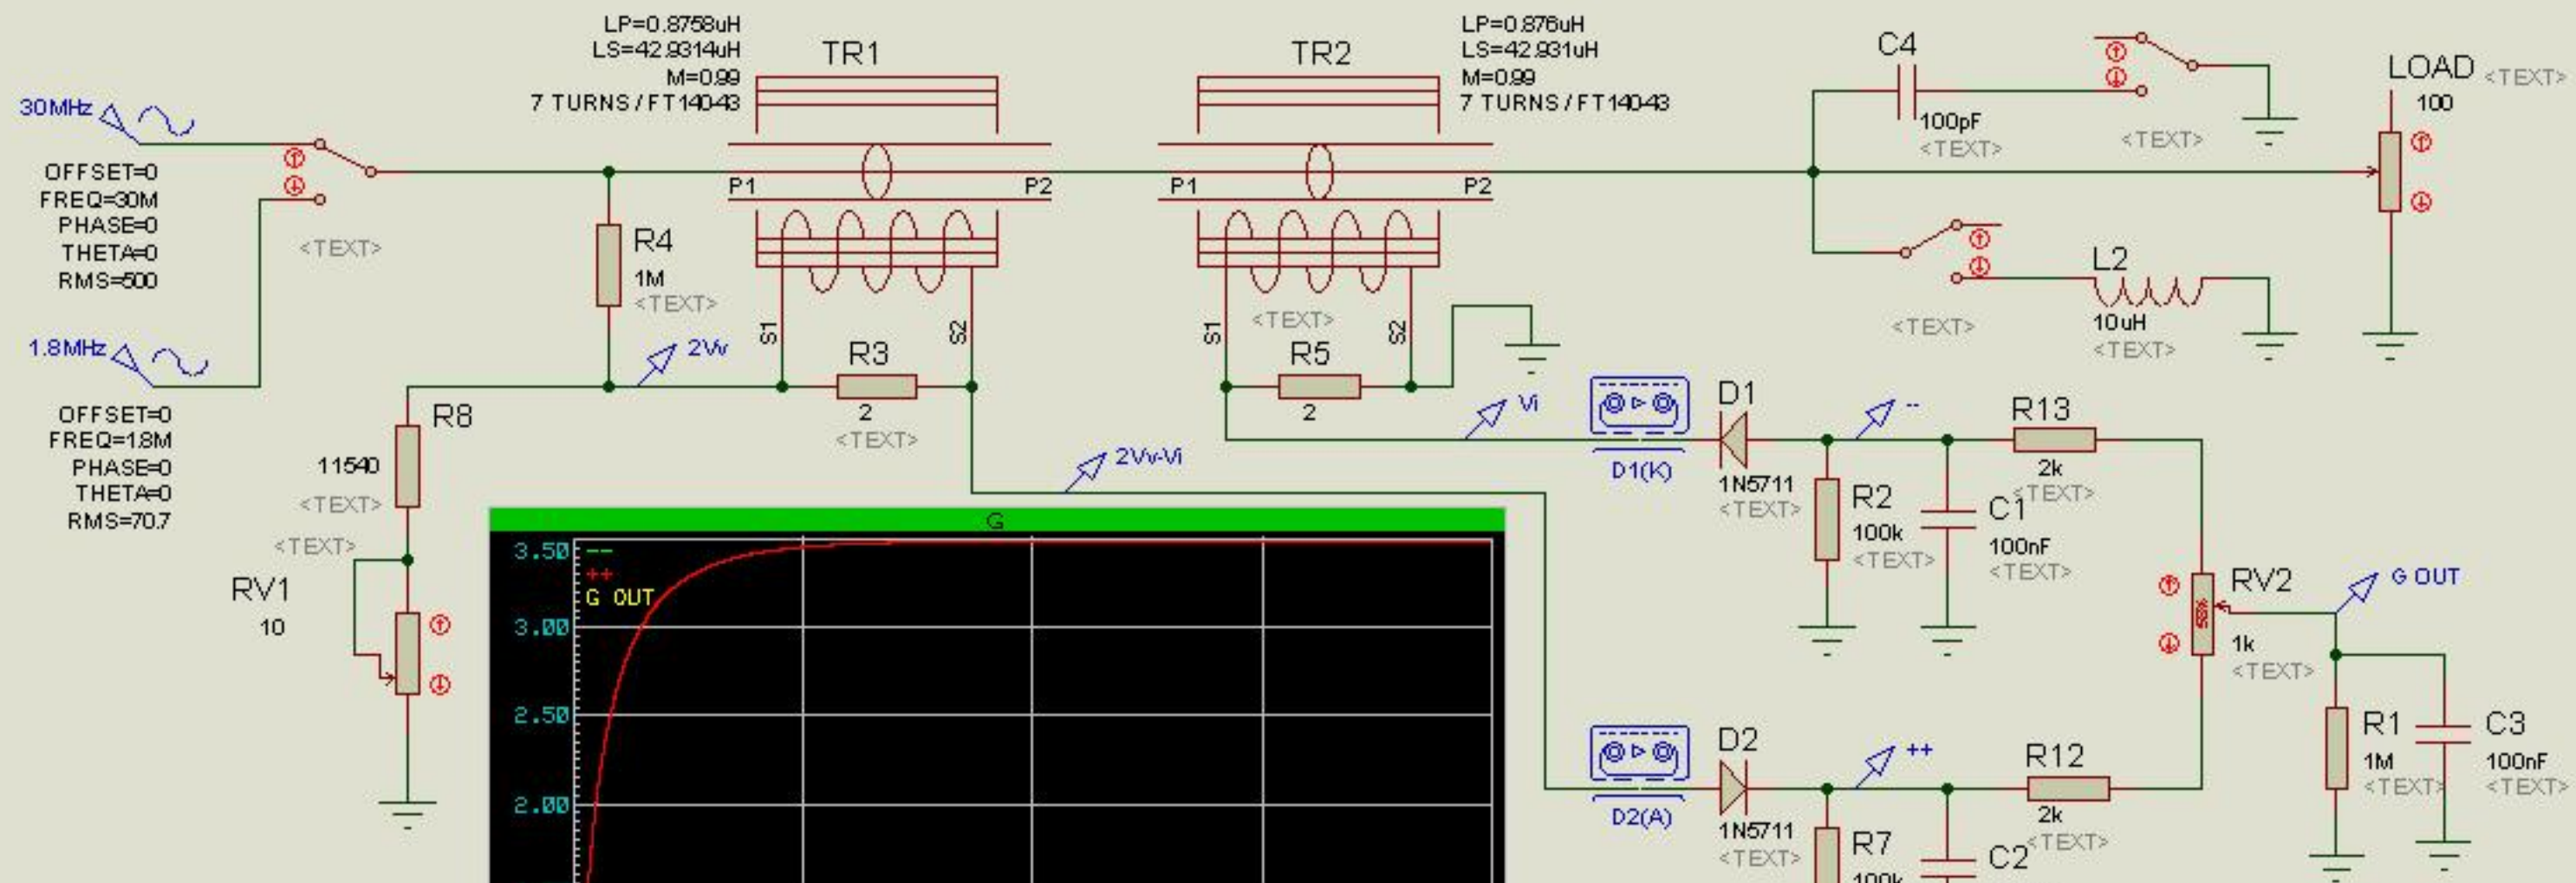 LP=0.8758uH
LS=42.9314uH
M=0.99
7 TURNS / FT140-43
TR1
TR2
LP=0.876uH
LS=42.931uH
M=0.99
7 TURNS / FT140-43
C4
100pF
<TEXT>
<TEXT>
LOAD
<TEXT>
100
30MHz
OFFSET=0
FREQ=30M
PHASE=0
THETA=0
RMS=500
<TEXT>
P1
P2
P1
P2
R4
1M
<TEXT>
S1
S2
S1
<TEXT>
S2
L2
10uH
<TEXT>
<TEXT>
1.8MHz
OFFSET=0
FREQ=1.8M
PHASE=0
THETA=0
RMS=70.7
2Vv
R3
2
<TEXT>
R5
2
Vi
2Vv-Vi
R8
11540
<TEXT>
<TEXT>
RV1
10
D1(K)
D1
1N5711
<TEXT>
--
R2
100k
<TEXT>
C1
100nF
<TEXT>
R13
2k
<TEXT>
RV2
50%
1k
<TEXT>
G OUT
R1
1M
<TEXT>
C3
100nF
<TEXT>
G
3.50
3.00
2.50
2.00
--
++
G OUT
D2(A)
D2
1N5711
<TEXT>
++
R7
100k
C2
R12
2k
<TEXT>